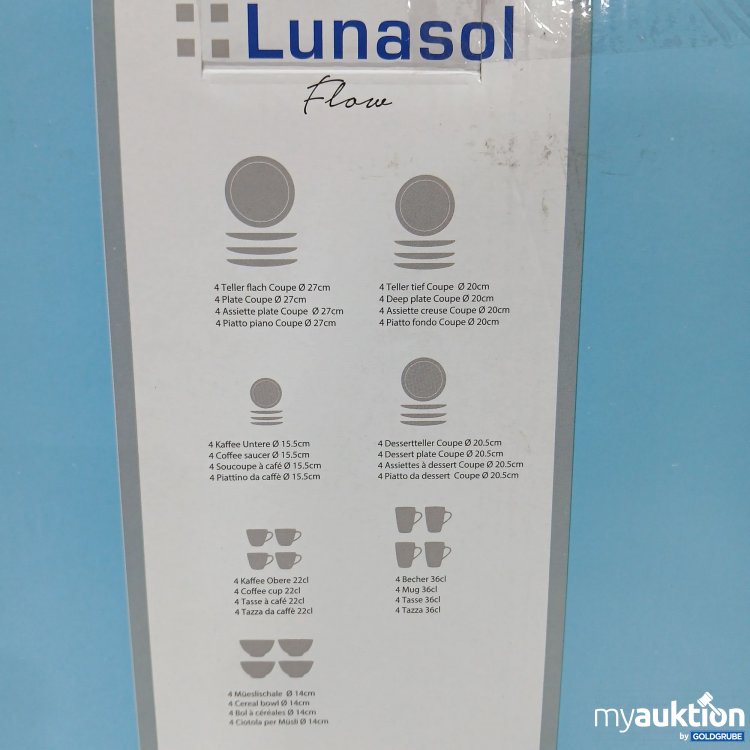 Lunasol
Flow
4 Teller flach Coupe Ø 27cm
4 Plate Coupe Ø 27cm
4 Assiette plate Coupe Ø 27cm
4 Piatto piano Coupe Ø 27cm
4 Teller tief Coupe Ø 20cm
4 Deep plate Coupe Ø 20cm
4 Assiette creuse Coupe Ø 20cm
4 Piatto fondo Coupe Ø 20cm
4 Kaffee Untere Ø 15.5cm
4 Coffee saucer Ø 15.5cm
4 Soucoupe à café Ø 15.5cm
4 Piattino da caffè Ø 15.5cm
4 Dessertteller Coupe Ø 20.5cm
4 Dessert plate Coupe Ø 20.5cm
4 Assiettes à dessert Coupe Ø 20.5cm
4 Piatto da dessert Coupe Ø 20.5cm
4 Kaffee Obere 22cl
4 Coffee cup 22cl
4 Tasse à café 22cl
4 Tazza da caffè 22cl
4 Becher 36cl
4 Mug 36cl
4 Tasse 36cl
4 Tazza 36cl
4 Müeslischale Ø 14cm
4 Cereal bowl Ø 14cm
4 Bol à céréales Ø 14cm
4 Ciotola per Müsli Ø 14cm
myauktion
by GOLDGRUBE